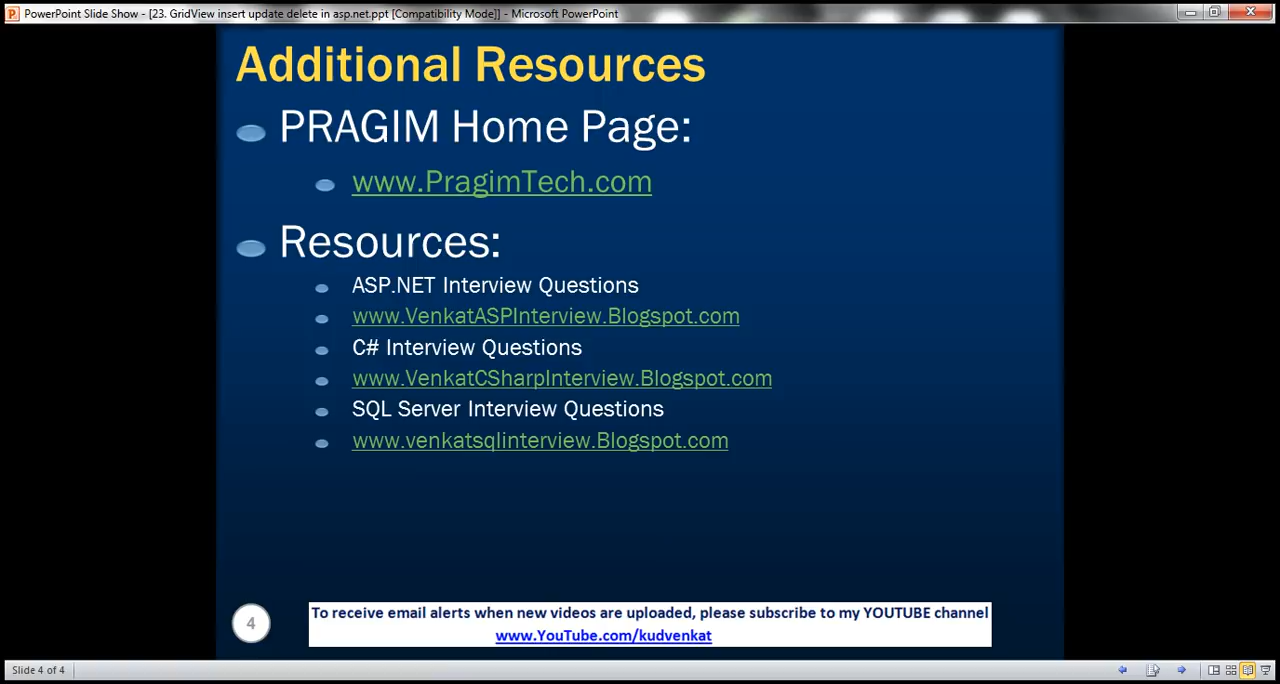 PowerPoint Slide Show - [23. GridView insert update delete in asp.net.ppt [Compatibility Mode]] - Microsoft PowerPoint
Additional Resources
PRAGIM Home Page:
www.PragimTech.com
Resources:
ASP.NET Interview Questions
www.VenkatASPInterview.Blogspot.com
C# Interview Questions
www.VenkatCSharpInterview.Blogspot.com
SQL Server Interview Questions
www.venkatsqlinterview.Blogspot.com
4
To receive email alerts when new videos are uploaded, please subscribe to my YOUTUBE channel
www.YouTube.com/kudvenkat
Slide 4 of 4